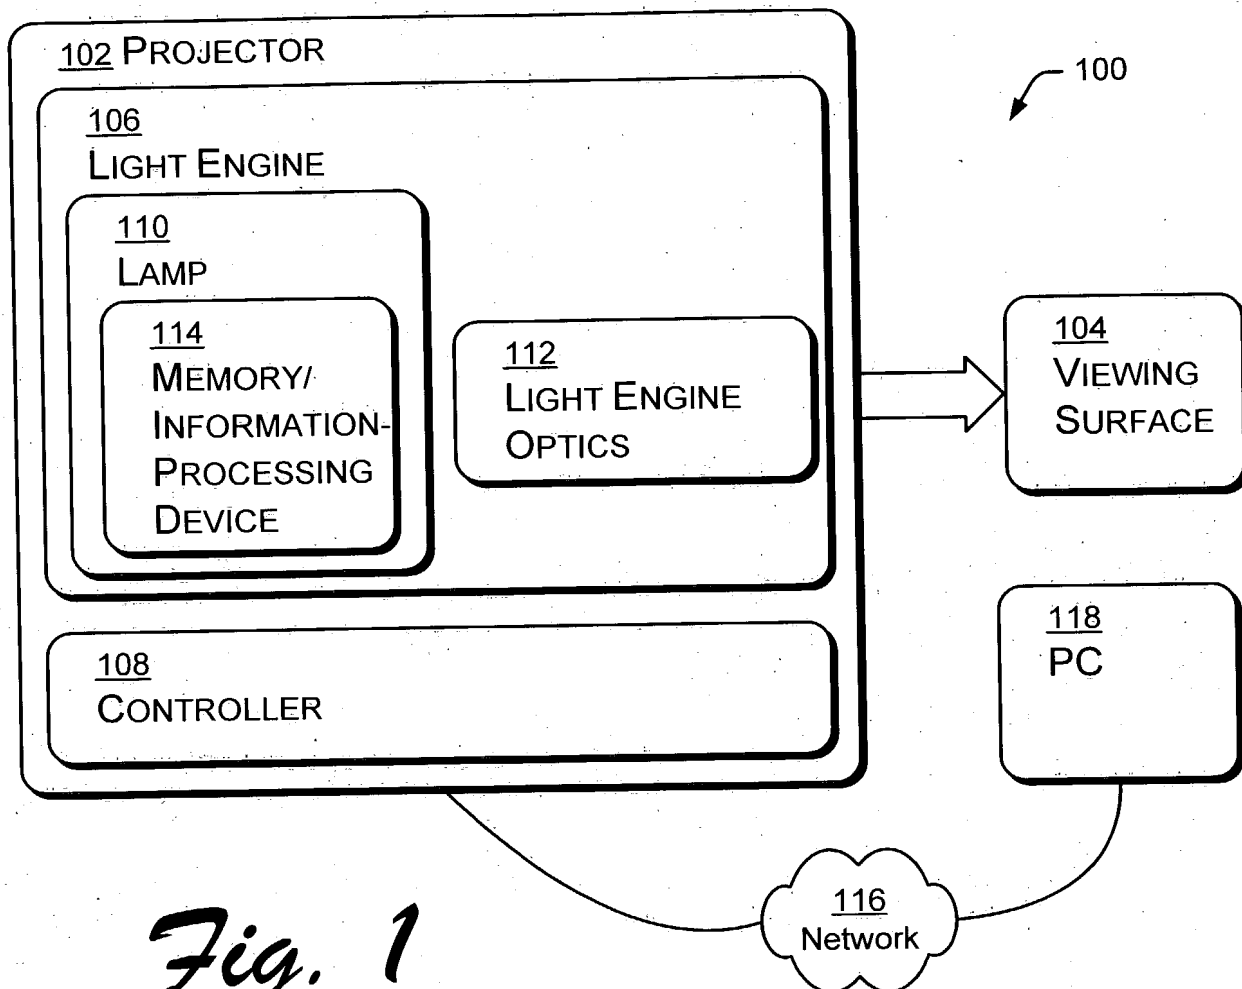 102 PROJECTOR
100
106
LIGHT ENGINE
110
LAMP
114
MEMORY/
INFORMATION-
PROCESSING
DEVICE
112
LIGHT ENGINE
OPTICS
104
VIEWING
SURFACE
108
CONTROLLER
118
PC
116
Network
Fig. 1